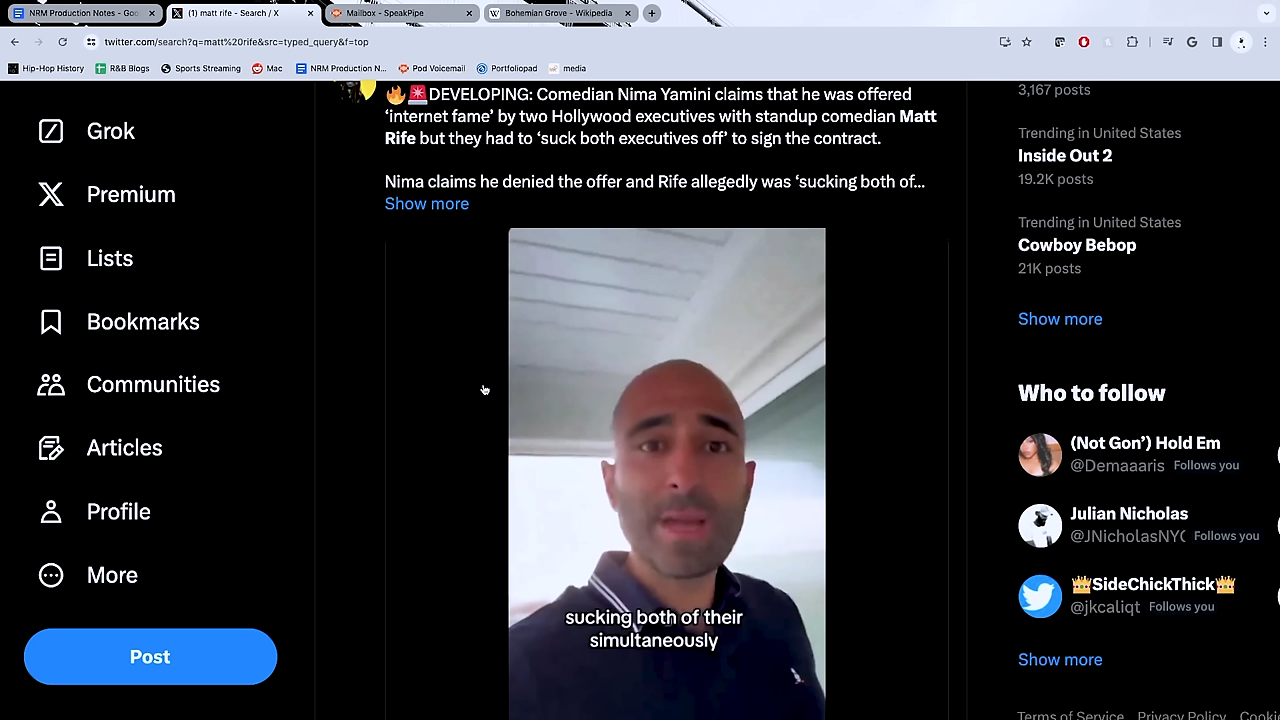 NRM Production Notes - Goo
(1) matt rife - Search / X
Mailbox - SpeakPipe
Bohemian Grove - Wikipedia
twitter.com/search?q=matt%20rife&src=typed_query&f=top
Hip-Hop History
R&B Blogs
Sports Streaming
Mac
NRM Production N...
Pod Voicemail
Portfoliopad
media
Grok
Premium
Lists
Bookmarks
Communities
Articles
Profile
More
Post
🔥🚨DEVELOPING: Comedian Nima Yamini claims that he was offered
‘internet fame’ by two Hollywood executives with standup comedian Matt
Rife but they had to ‘suck both executives off’ to sign the contract.
Nima claims he denied the offer and Rife allegedly was ‘sucking both of...
Show more
sucking both of their
simultaneously
3,167 posts
Trending in United States
Inside Out 2
19.2K posts
Trending in United States
Cowboy Bebop
21K posts
Show more
Who to follow
(Not Gon’) Hold Em
@Demaaaris Follows you
Julian Nicholas
@JNicholasNYC Follows you
👑SideChickThick👑
@jkcaliqt Follows you
Show more
Terms of Service Privacy Policy Cooki